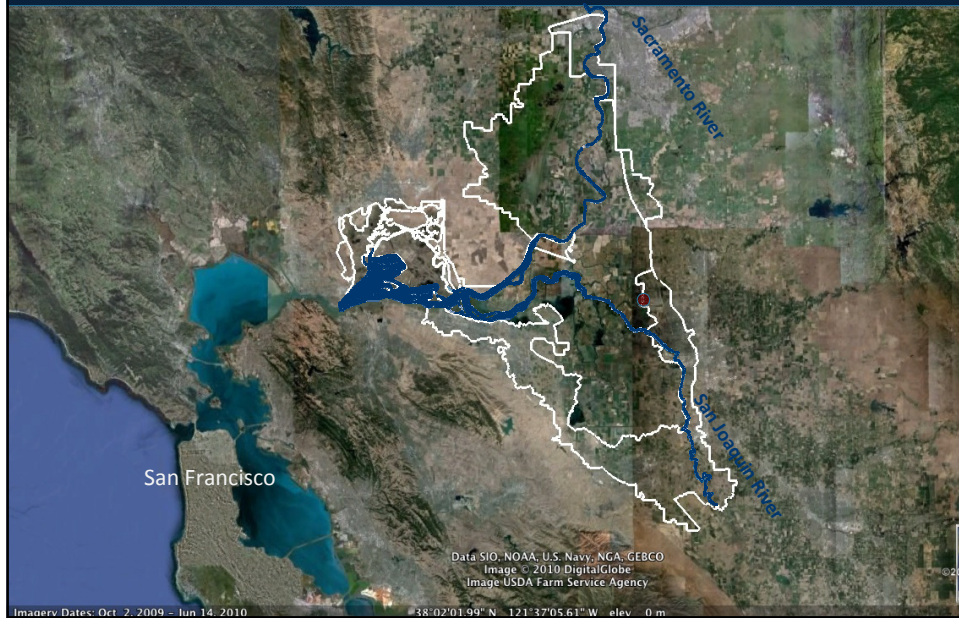 Sacramento River
San Joaquin River
San Francisco
Data SIO, NOAA, U.S. Navy, NGA, GEBCO
Image © 2010 DigitalGlobe
Image USDA Farm Service Agency
©20
Imagery Dates: Oct 2, 2009 - Jun 14, 2010
38°02'01.99" N 121°37'05.61" W elev 0 m